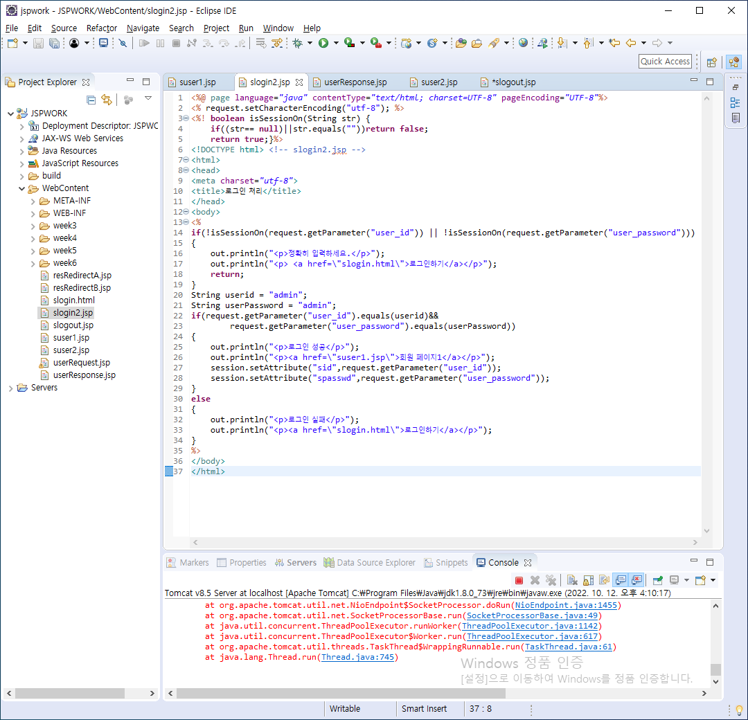 jspwork - JSPWORK/WebContent/slogin2.jsp - Eclipse IDE
File Edit Source Refactor Navigate Search Project Run Window Help
Quick Access
Project Explorer
JSPWORK
Deployment Descriptor: JSPWC
JAX-WS Web Services
Java Resources
JavaScript Resources
build
WebContent
META-INF
WEB-INF
week3
week4
week5
week6
resRedirectA.jsp
resRedirectB.jsp
slogin.html
slogin2.jsp
slogout.jsp
suser1.jsp
suser2.jsp
userRequest.jsp
userResponse.jsp
Servers
suser1.jsp slogin2.jsp userResponse.jsp suser2.jsp *slogout.jsp
1 <%@ page language="java" contentType="text/html; charset=UTF-8" pageEncoding="UTF-8"%>
2 <% request.setCharacterEncoding("utf-8"); %>
3 <%! boolean isSessionOn(String str) {
4 if((str== null)||str.equals(""))return false;
5 return true;}%>
6 <!DOCTYPE html> <!-- slogin2.jsp -->
7 <html>
8 <head>
9 <meta charset="utf-8">
10 <title>로그인 처리</title>
11 </head>
12 <body>
13 <%
14 if(!isSessionOn(request.getParameter("user_id")) || !isSessionOn(request.getParameter("user_password")))
15 {
16 out.println("<p>정확히 입력하세요.</p>");
17 out.println("<p> <a href=\"slogin.html\">로그인하기</a></p>");
18 return;
19 }
20 String userid = "admin";
21 String userPassword = "admin";
22 if(request.getParameter("user_id").equals(userid)&&
23 request.getParameter("user_password").equals(userPassword))
24 {
25 out.println("<p>로그인 성공</p>");
26 out.println("<p><a href=\"suser1.jsp\">회원 페이지1</a></p>");
27 session.setAttribute("sid",request.getParameter("user_id"));
28 session.setAttribute("spasswd",request.getParameter("user_password"));
29 }
30 else
31 {
32 out.println("<p>로그인 실패</p>");
33 out.println("<p><a href=\"slogin.html\">로그인하기</a></p>");
34 }
35 %>
36 </body>
37 </html>
Markers Properties Servers Data Source Explorer Snippets Console
Tomcat v8.5 Server at localhost [Apache Tomcat] C:₩Program Files₩Java₩jdk1.8.0_73₩jre₩bin₩javaw.exe (2022. 10. 12. 오후 4:10:17)
at org.apache.tomcat.util.net.NioEndpoint$SocketProcessor.doRun(NioEndpoint.java:1455)
at org.apache.tomcat.util.net.SocketProcessorBase.run(SocketProcessorBase.java:49)
at java.util.concurrent.ThreadPoolExecutor.runWorker(ThreadPoolExecutor.java:1142)
at java.util.concurrent.ThreadPoolExecutor$Worker.run(ThreadPoolExecutor.java:617)
at org.apache.tomcat.util.threads.TaskThread$WrappingRunnable.run(TaskThread.java:61)
at java.lang.Thread.run(Thread.java:745)
Windows 정품 인증
[설정]으로 이동하여 Windows를 정품 인증합니다.
Writable Smart Insert 37 : 8